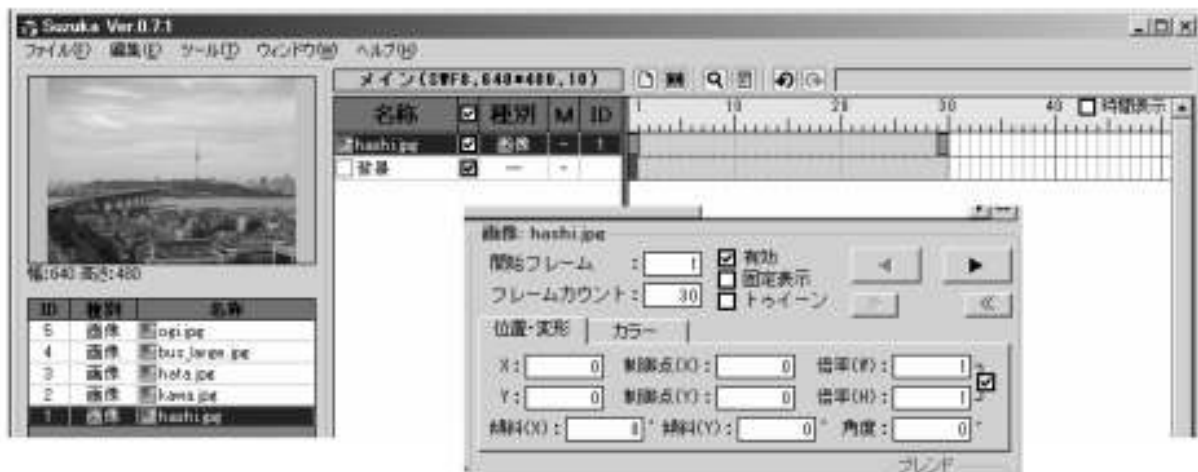 Suzuka Ver.0.7.1
ファイル(F) 編集(E) ツール(T) ウィンドウ(W) ヘルプ(H)
メイン(SWF8,640*480,10)
名称 種別 M ID
1 10 20 30 40 時間表示
hashi.jpg 画像 - 1
背景 — -
幅:640 高さ:480
ID 種別 名称
5 画像 ogi.jpg
4 画像 bus_large.jpg
3 画像 hata.jpg
2 画像 kawa.jpg
1 画像 hashi.jpg
画像: hashi.jpg
開始フレーム : 1 有効
固定表示
フレームカウント: 30 トゥイーン
位置・変形 カラー
X: 0 制御点(X): 0 倍率(W): 1
Y: 0 制御点(Y): 0 倍率(H): 1
傾斜(X): 0° 傾斜(Y): 0° 角度: 0°
ブレンド